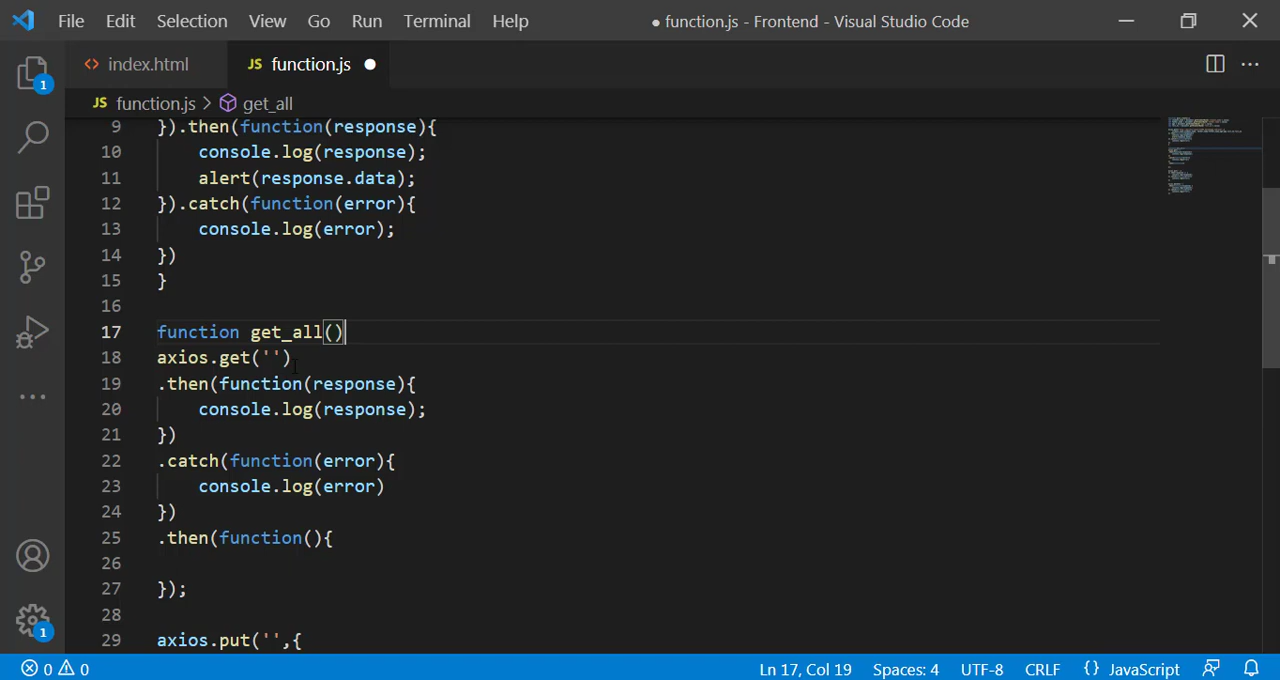 File Edit Selection View Go Run Terminal Help ● function.js - Frontend - Visual Studio Code
<> index.html JS function.js ●
JS function.js > get_all
9 }).then(function(response){
10 console.log(response);
11 alert(response.data);
12 }).catch(function(error){
13 console.log(error);
14 })
15 }
16
17 function get_all()
18 axios.get('')
19 .then(function(response){
20 console.log(response);
21 })
22 .catch(function(error){
23 console.log(error)
24 })
25 .then(function(){
26
27 });
28
29 axios.put('',{
1
1
0 0 Ln 17, Col 19 Spaces: 4 UTF-8 CRLF {} JavaScript